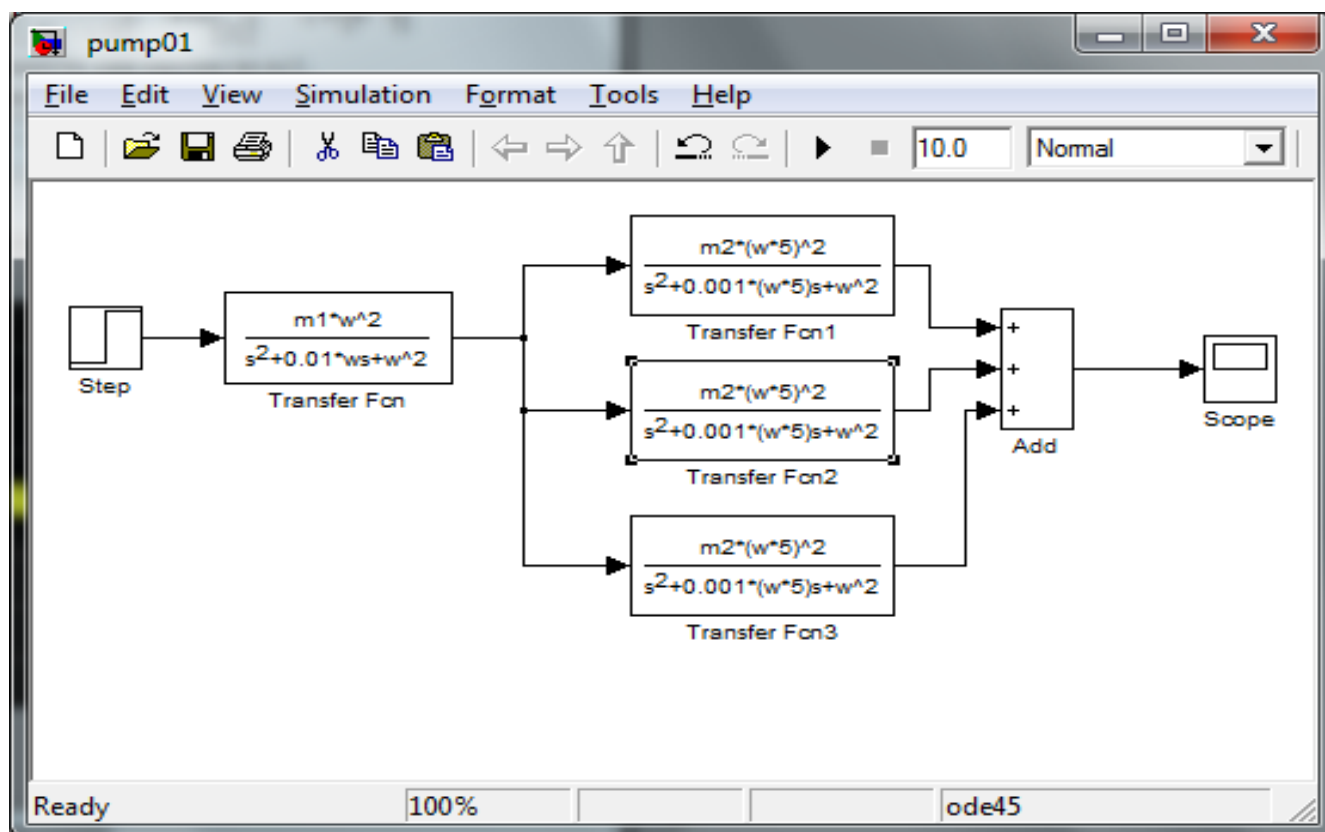 pump01
File Edit View Simulation Format Tools Help
10.0 Normal
Step
m1*w^2
s2+0.01*ws+w^2
Transfer Fcn
m2*(w*5)^2
s2+0.001*(w*5)s+w^2
Transfer Fcn1
m2*(w*5)^2
s2+0.001*(w*5)s+w^2
Transfer Fcn2
m2*(w*5)^2
s2+0.001*(w*5)s+w^2
Transfer Fcn3
+
+
+
Add
Scope
Ready 100% ode45